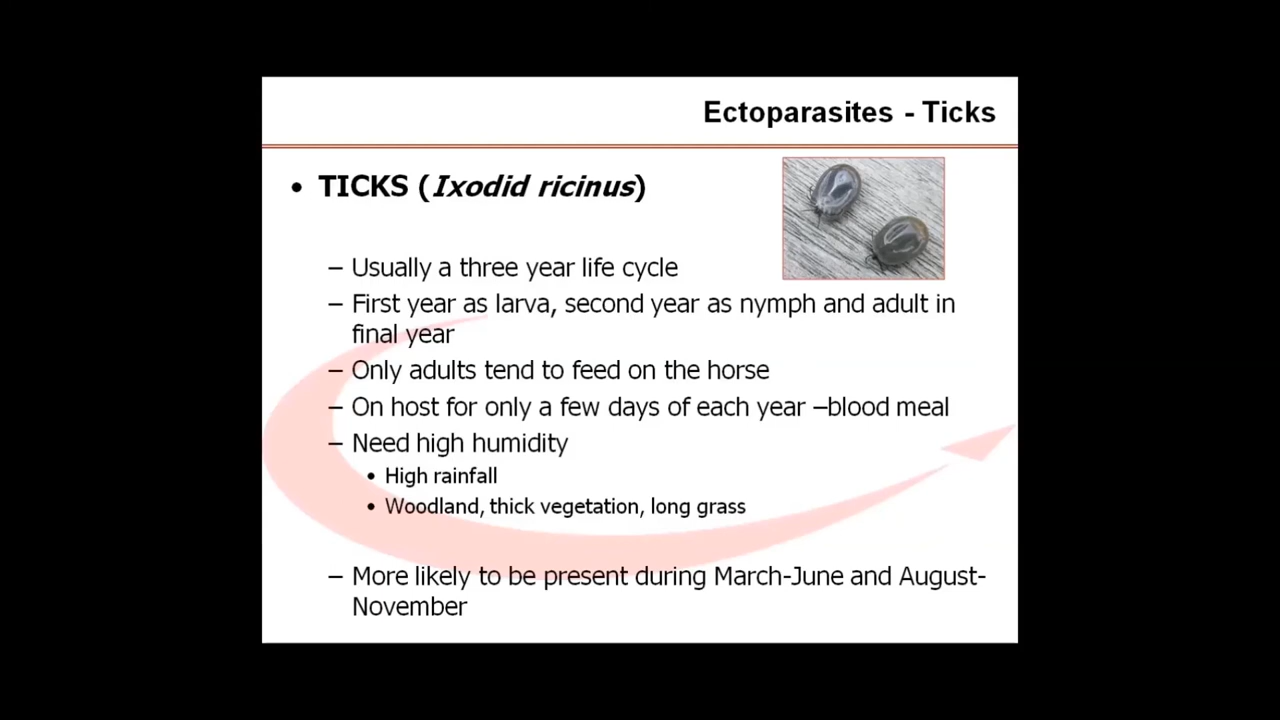 Ectoparasites - Ticks
• TICKS (Ixodid ricinus)
– Usually a three year life cycle
– First year as larva, second year as nymph and adult in
final year
– Only adults tend to feed on the horse
– On host for only a few days of each year –blood meal
– Need high humidity
• High rainfall
• Woodland, thick vegetation, long grass
– More likely to be present during March-June and August-
November